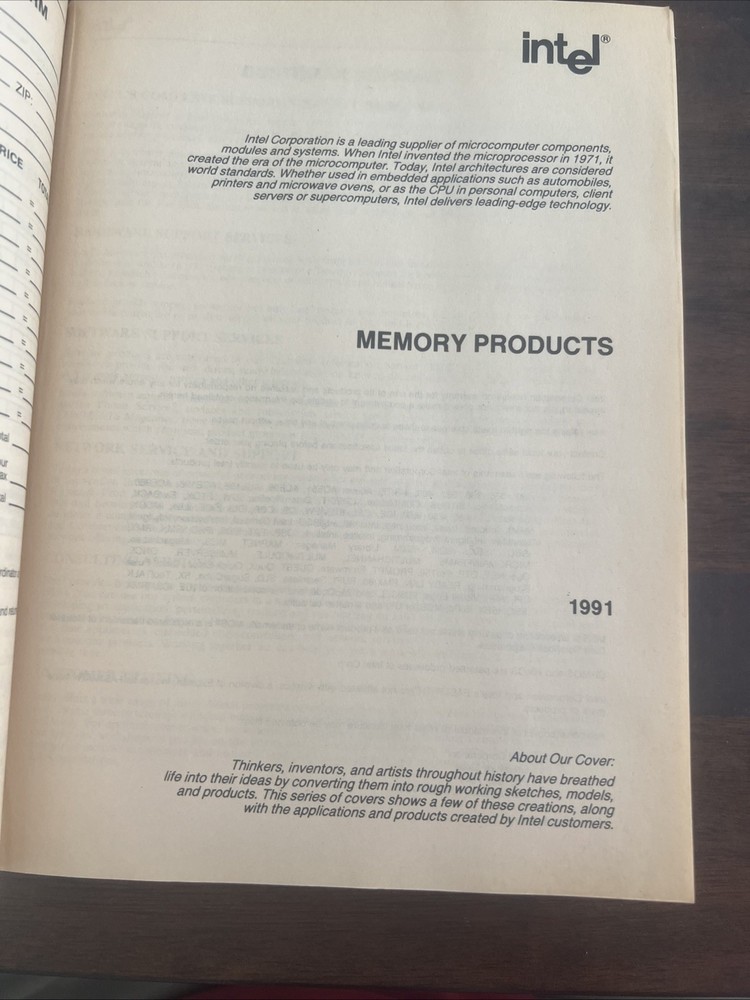 ZIP
intel®
Intel Corporation is a leading supplier of microcomputer components,
modules and systems. When Intel invented the microprocessor in 1971, it
created the era of the microcomputer. Today, Intel architectures are considered
world standards. Whether used in embedded applications such as automobiles,
printers and microwave ovens, or as the CPU in personal computers, client
servers or supercomputers, Intel delivers leading-edge technology.
MEMORY PRODUCTS
1991
About Our Cover:
Thinkers, inventors, and artists throughout history have breathed
life into their ideas by converting them into rough working sketches, models,
and products. This series of covers shows a few of these creations, along
with the applications and products created by Intel customers.